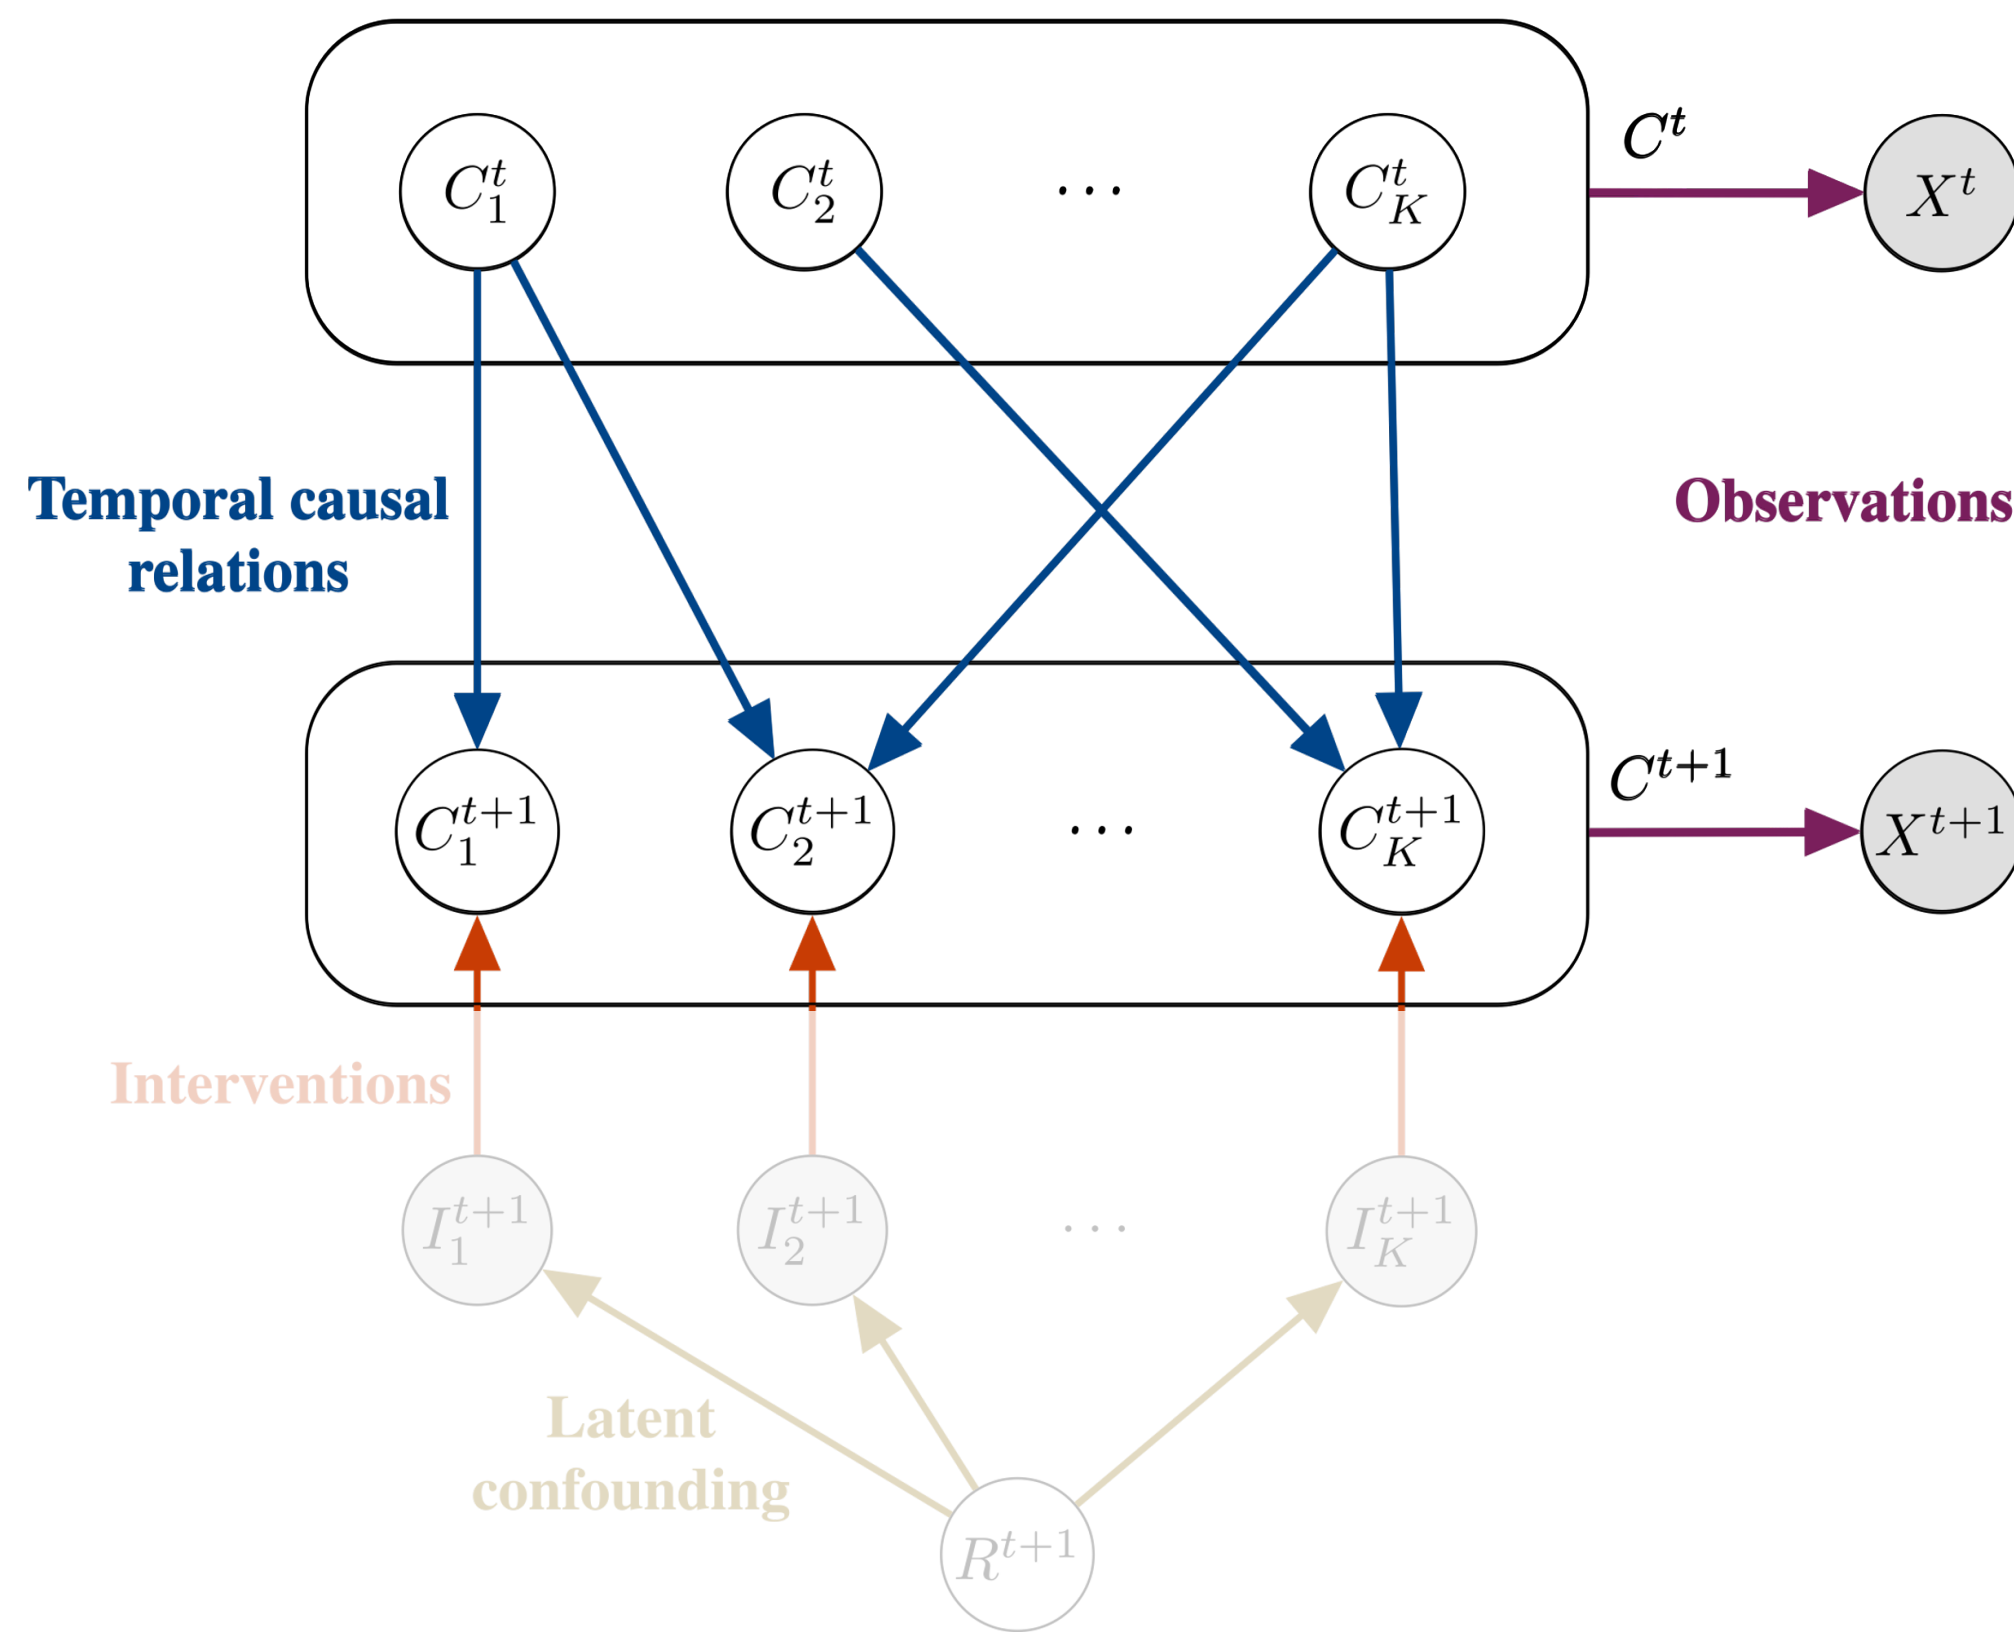 $C_1^t$ $C_2^t$ ⋯ $C_K^t$ $C^t$ $X^t$
Temporal causal
relations
Observations
$C_1^{t+1}$ $C_2^{t+1}$ ⋯ $C_K^{t+1}$ $C^{t+1}$ $X^{t+1}$
Interventions
$I_1^{t+1}$ $I_2^{t+1}$ ⋯ $I_K^{t+1}$
Latent
confounding
$R^{t+1}$